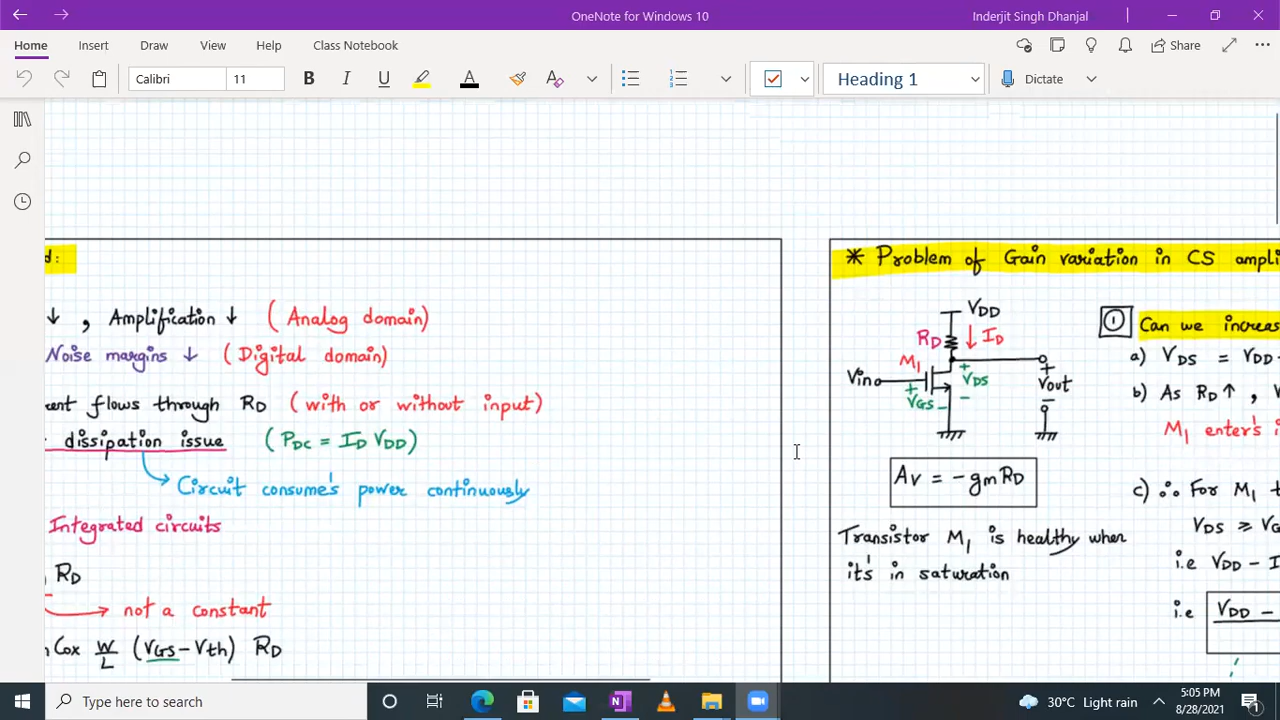 OneNote for Windows 10
Inderjit Singh Dhanjal
Home Insert Draw View Help Class Notebook
Share
Calibri 11 B I U A Heading 1 Dictate
d:
↓ , Amplification ↓ (Analog domain)
Noise margins ↓ (Digital domain)
ent flows through RD (with or without input)
dissipation issue (PDC = ID VDD)
Circuit consume's power continuously
Integrated circuits
RD
not a constant
Cox W/L (VGS-Vth) RD
* Problem of Gain variation in CS ampli
VDD
RD ID
M1
Vin
+ VGS -
+ VDS -
+ Vout -
Av = -gmRD
Transistor M1 is healthy when
it's in saturation
① Can we increas
a) VDS = VDD -
b) As RD↑ , V
M1 enter's i
c) ∴ For M1 t
VDS ≥ VG
i.e VDD - I
i.e VDD -
Type here to search
30°C Light rain
5:05 PM
8/28/2021
1